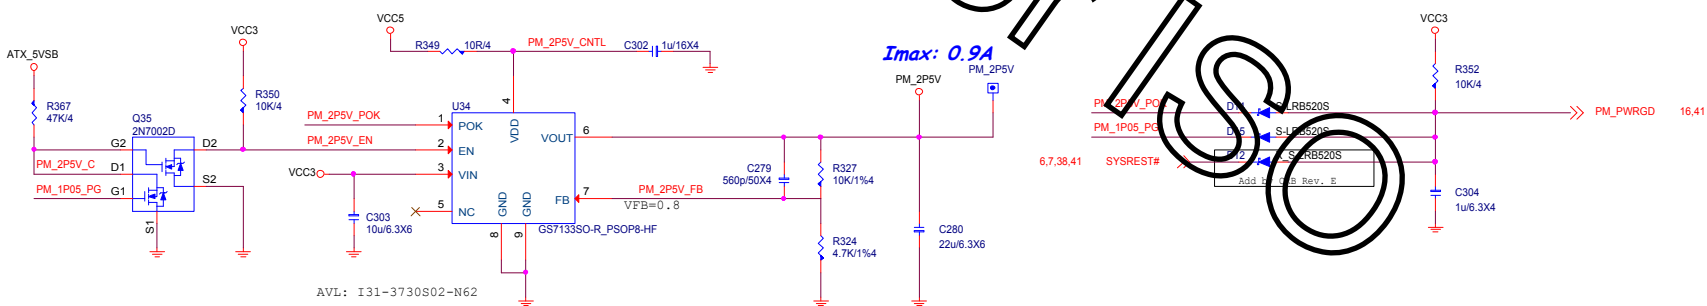 ATX_5VSB
R367
47K/4
PM_2P5V_C
PM_1P05_PG
Q35
2N7002D
G2
D1
G1
D2
S2
S1
VCC3
R350
10K/4
PM_2P5V_POK
PM_2P5V_EN
VCC3
C303
10u/6.3X6
VCC5
R349
10R/4
PM_2P5V_CNTL
C302
1u/16X4
U34
1
POK
2
EN
3
VIN
5
NC
4
VDD
GND
GND
8
9
VOUT
6
FB
7
GS7133SO-R_PSOP8-HF
AVL: I31-3730S02-N62
PM_2P5V_FB
VFB=0.8
C279
560p/50X4
R327
10K/1%4
R324
4.7K/1%4
Imax: 0.9A
PM_2P5V
PM_2P5V
C280
22u/6.3X6
PM_1P05_PG
S-LRB520S
6,7,38,41
SYSREST#
Rev. E
VCC3
R352
10K/4
PM_PWRGD
16,41
C304
1u/6.3X4